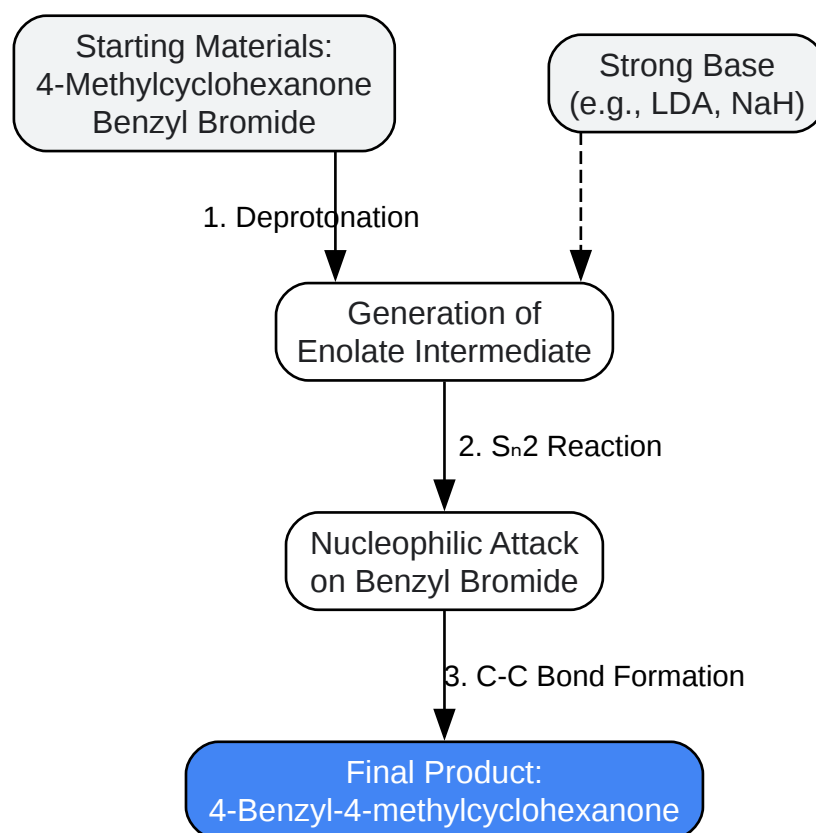 Starting Materials:
4-Methylcyclohexanone
Benzyl Bromide
Strong Base
(e.g., LDA, NaH)
1. Deprotonation
Generation of
Enolate Intermediate
2. Sₙ2 Reaction
Nucleophilic Attack
on Benzyl Bromide
3. C-C Bond Formation
Final Product:
4-Benzyl-4-methylcyclohexanone